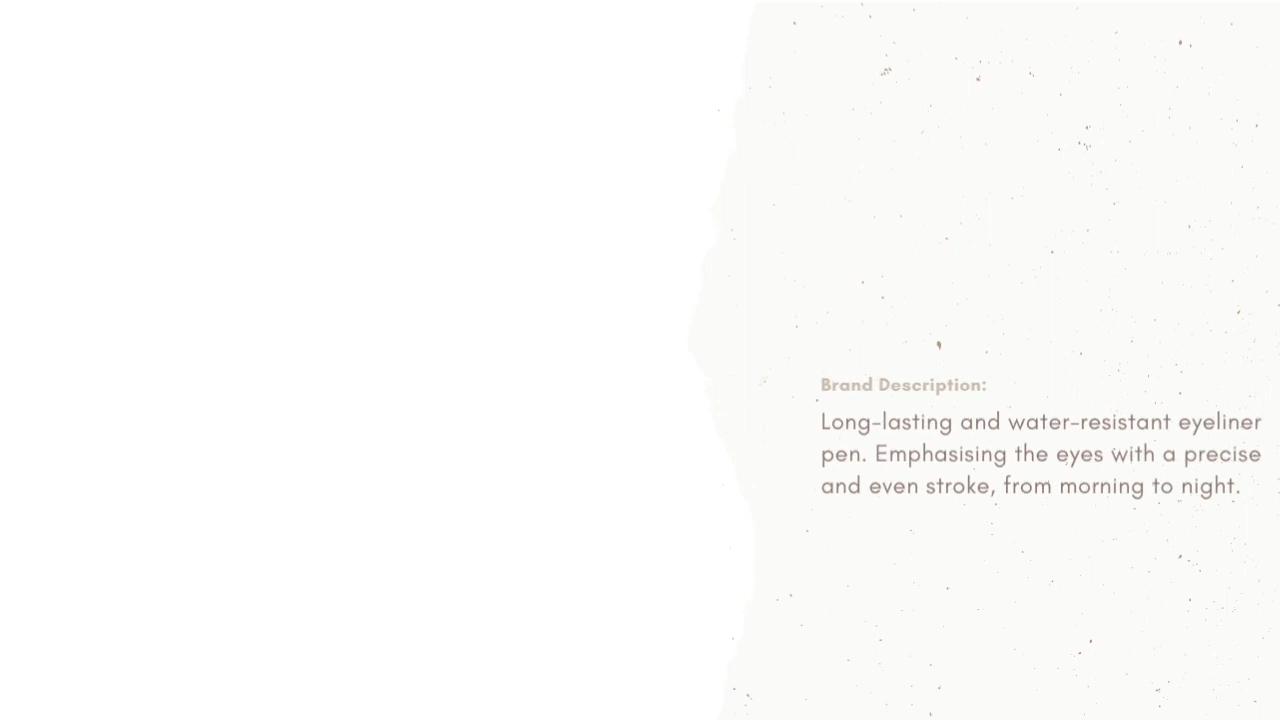 Brand Description:
Long-lasting and water-resistant eyeliner
pen. Emphasising the eyes with a precise
and even stroke, from morning to night.